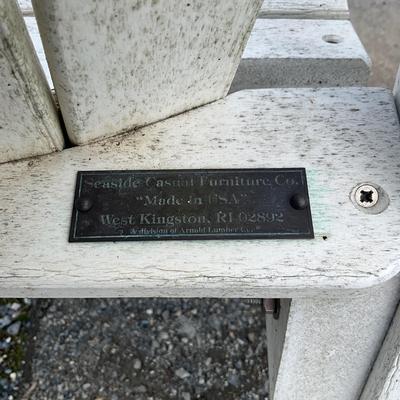 Seaside Casual Furniture Co.
"Made in USA"
West Kingston, RI 02892
"A division of Arnold Lumber Co."